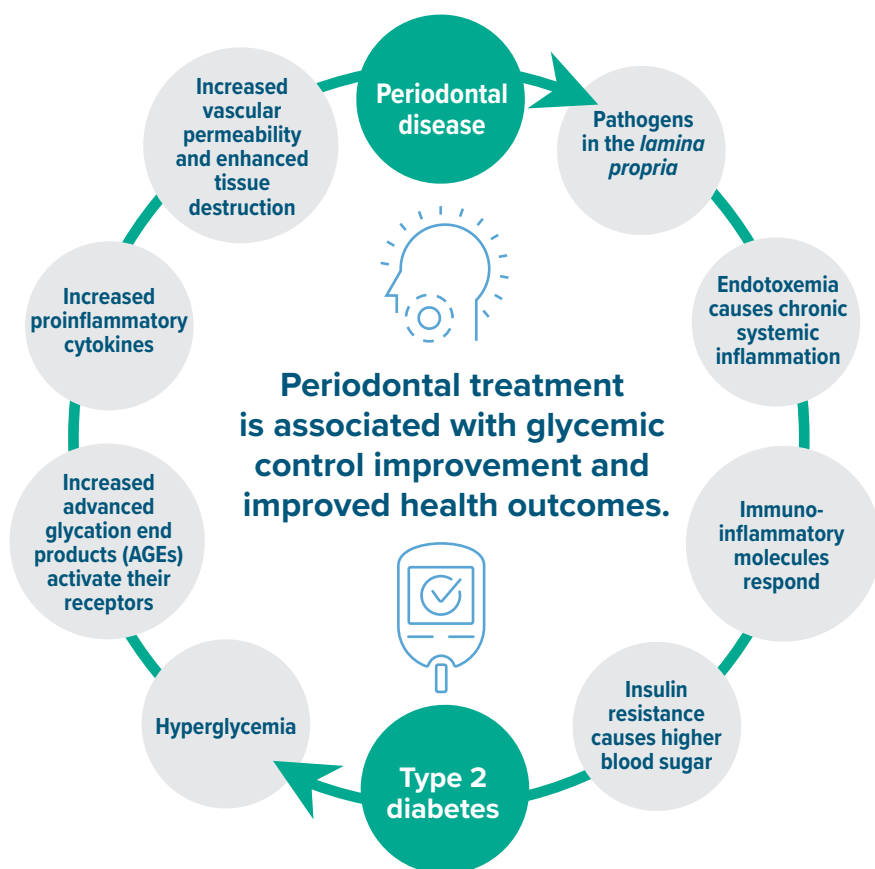 Periodontal
disease
Pathogens
in the lamina
propria
Endotoxemia
causes chronic
systemic
inflammation
Immuno-
inflammatory
molecules
respond
Insulin
resistance
causes higher
blood sugar
Type 2
diabetes
Hyperglycemia
Increased
advanced
glycation end
products (AGEs)
activate their
receptors
Increased
proinflammatory
cytokines
Increased
vascular
permeability
and enhanced
tissue
destruction
Periodontal treatment
is associated with glycemic
control improvement and
improved health outcomes.